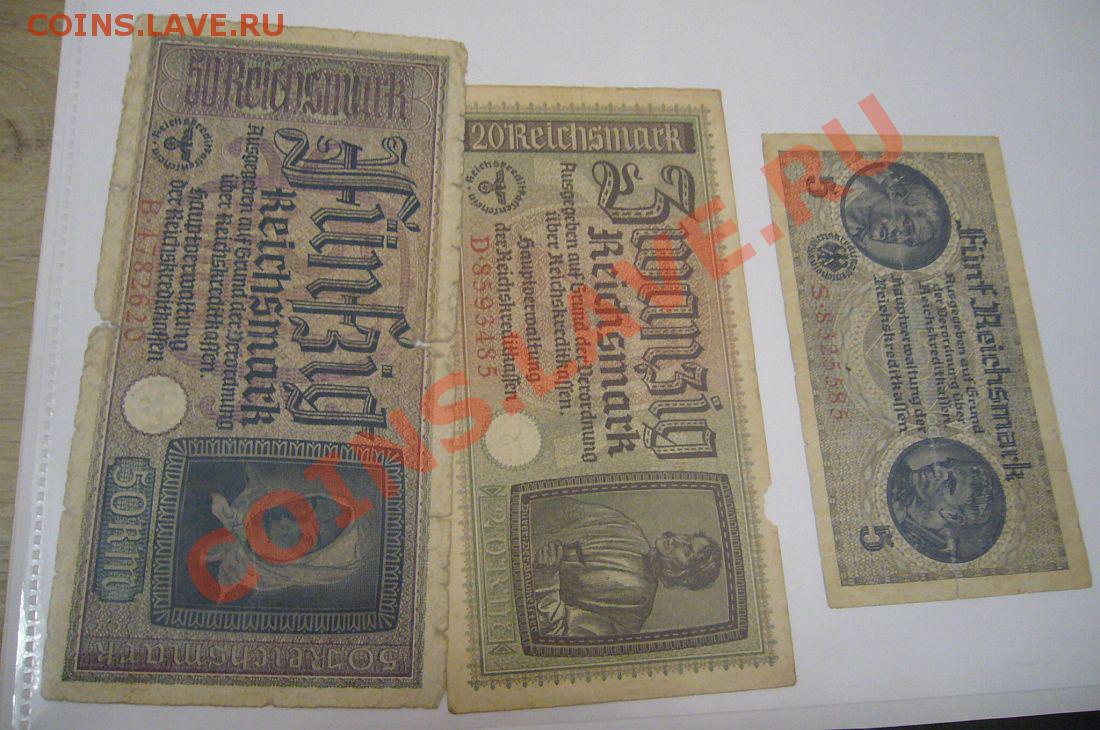 COINS.LAVE.RU
50 Reichsmark
Reichskreditkassenschein
Fünfzig
Reichsmark
Ausgegeben auf Grund der Verordnung
über Reichskreditkassen.
Hauptverwaltung
der Reichskreditkassen
50 RM
50 Reichsmark
20 Reichsmark
Reichskreditkassenschein
Zwanzig
Reichsmark
Ausgegeben auf Grund der Verordnung
über Reichskreditkassen.
Hauptverwaltung
der Reichskreditkassen
D·8593485
20 RM
5
Fünf Reichsmark
Ausgegeben auf Grund
der Verordnung über
Reichskreditkassen
Hauptverwaltung der
Reichskreditkassen
S·8325585
5
COINS.LAVE.RU